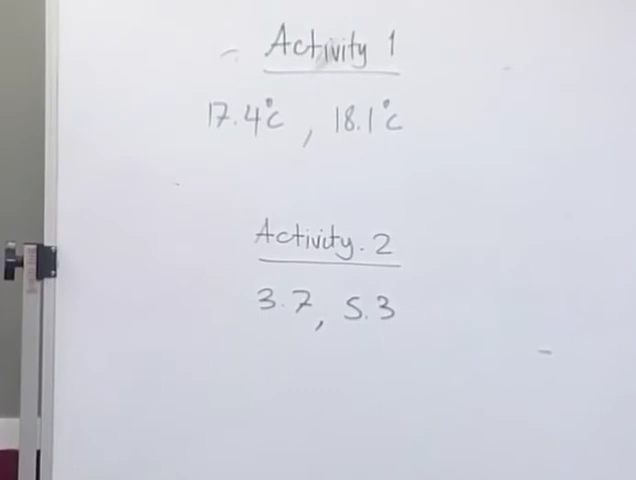 Activity 1
17.4°c , 18.1°c
Activity. 2
3.7, 5.3